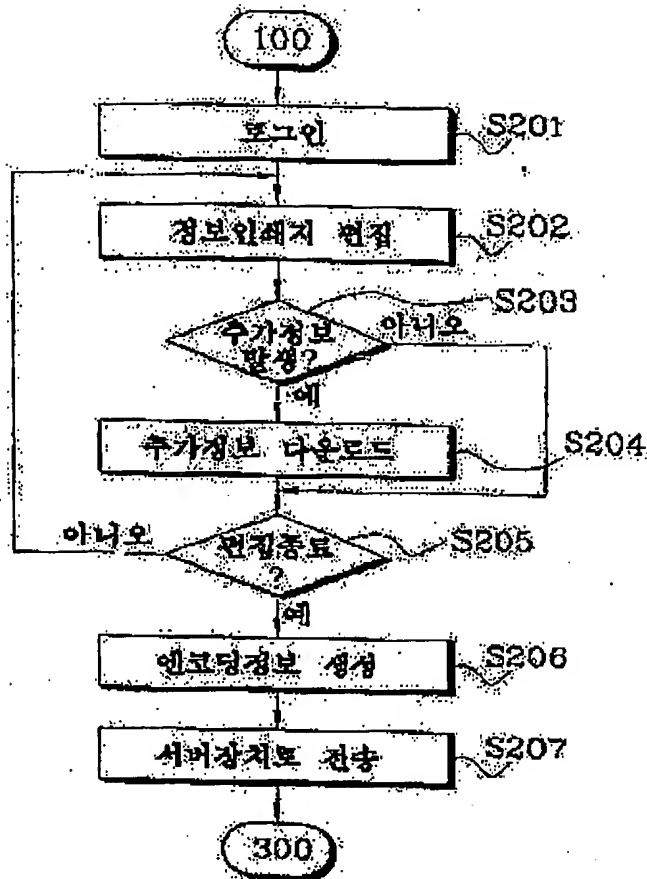 100
로그인
S201
정보인쇄지 편집
S202
추가정보
발생?
S203
아니오
예
추가정보 다운로드
S204
편집종료
?
S205
아니오
예
엔코딩정보 생성
S206
서버장치로 전송
S207
300